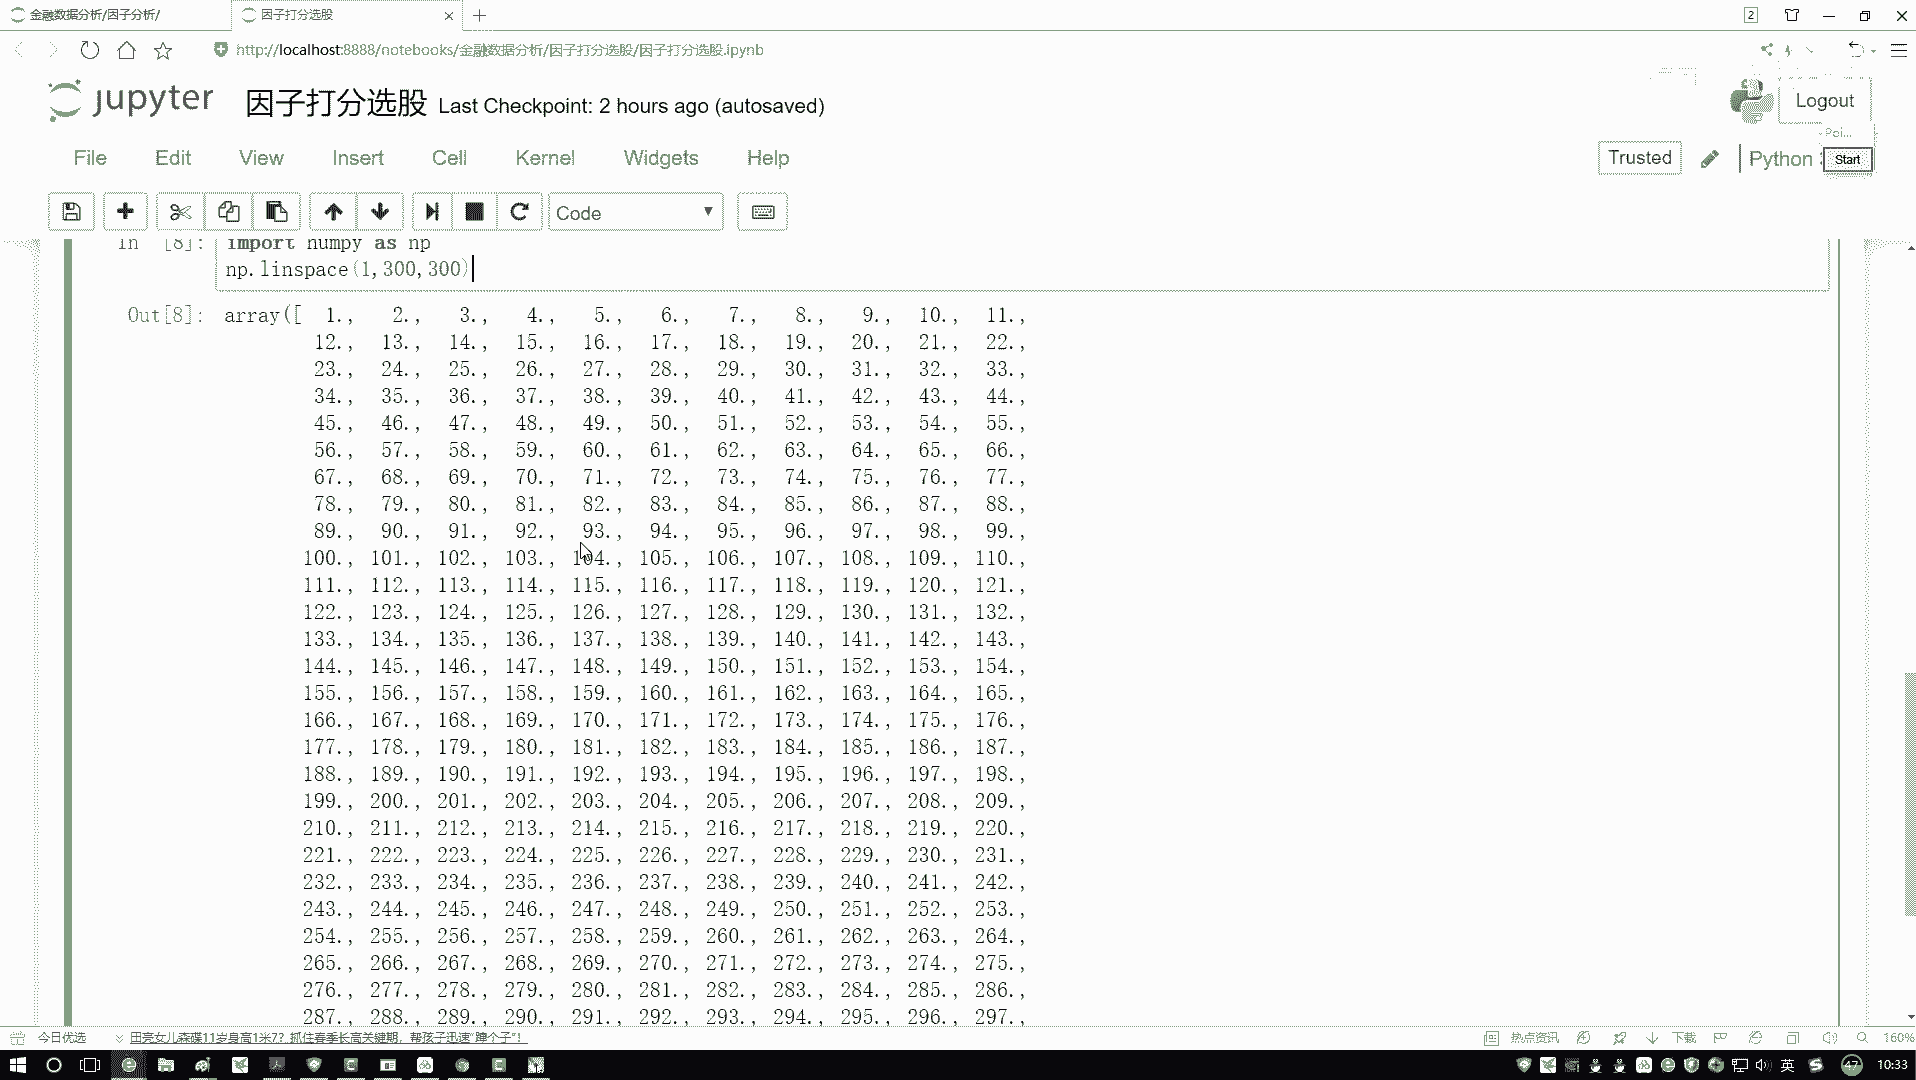 金融数据分析/因子分析/
因子打分选股
2
http://localhost:8888/notebooks/金融数据分析/因子打分选股/因子打分选股.ipynb
jupyter 因子打分选股 Last Checkpoint: 2 hours ago (autosaved)
Logout
Poi...
File Edit View Insert Cell Kernel Widgets Help
Trusted Python Start
Code
In [8]: import numpy as np
np.linspace(1,300,300)
Out[8]: array([ 1., 2., 3., 4., 5., 6., 7., 8., 9., 10., 11.,
12., 13., 14., 15., 16., 17., 18., 19., 20., 21., 22.,
23., 24., 25., 26., 27., 28., 29., 30., 31., 32., 33.,
34., 35., 36., 37., 38., 39., 40., 41., 42., 43., 44.,
45., 46., 47., 48., 49., 50., 51., 52., 53., 54., 55.,
56., 57., 58., 59., 60., 61., 62., 63., 64., 65., 66.,
67., 68., 69., 70., 71., 72., 73., 74., 75., 76., 77.,
78., 79., 80., 81., 82., 83., 84., 85., 86., 87., 88.,
89., 90., 91., 92., 93., 94., 95., 96., 97., 98., 99.,
100., 101., 102., 103., 104., 105., 106., 107., 108., 109., 110.,
111., 112., 113., 114., 115., 116., 117., 118., 119., 120., 121.,
122., 123., 124., 125., 126., 127., 128., 129., 130., 131., 132.,
133., 134., 135., 136., 137., 138., 139., 140., 141., 142., 143.,
144., 145., 146., 147., 148., 149., 150., 151., 152., 153., 154.,
155., 156., 157., 158., 159., 160., 161., 162., 163., 164., 165.,
166., 167., 168., 169., 170., 171., 172., 173., 174., 175., 176.,
177., 178., 179., 180., 181., 182., 183., 184., 185., 186., 187.,
188., 189., 190., 191., 192., 193., 194., 195., 196., 197., 198.,
199., 200., 201., 202., 203., 204., 205., 206., 207., 208., 209.,
210., 211., 212., 213., 214., 215., 216., 217., 218., 219., 220.,
221., 222., 223., 224., 225., 226., 227., 228., 229., 230., 231.,
232., 233., 234., 235., 236., 237., 238., 239., 240., 241., 242.,
243., 244., 245., 246., 247., 248., 249., 250., 251., 252., 253.,
254., 255., 256., 257., 258., 259., 260., 261., 262., 263., 264.,
265., 266., 267., 268., 269., 270., 271., 272., 273., 274., 275.,
276., 277., 278., 279., 280., 281., 282., 283., 284., 285., 286.,
287., 288., 289., 290., 291., 292., 293., 294., 295., 296., 297.,
今日优选 田亮女儿森碟11岁身高1米7？抓住春季长高关键期，帮孩子迅速“蹿个子”！ 热点资讯 下载 160%
英 47 10:33